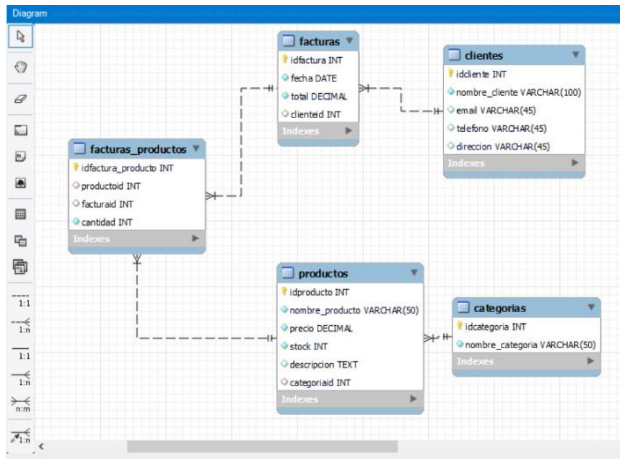 Diagram
facturas
idfactura INT
fecha DATE
total DECIMAL
clienteid INT
Indexes
clientes
idcliente INT
nombre_cliente VARCHAR(100)
email VARCHAR(45)
telefono VARCHAR(45)
direccion VARCHAR(45)
Indexes
facturas_productos
idfactura_producto INT
productoid INT
facturaid INT
cantidad INT
Indexes
productos
idproducto INT
nombre_producto VARCHAR(50)
precio DECIMAL
stock INT
descripcion TEXT
categoriaid INT
Indexes
categorias
idcategoria INT
nombre_categoria VARCHAR(50)
Indexes
1:1
1:n
1:1
1:n
n:m
1:n